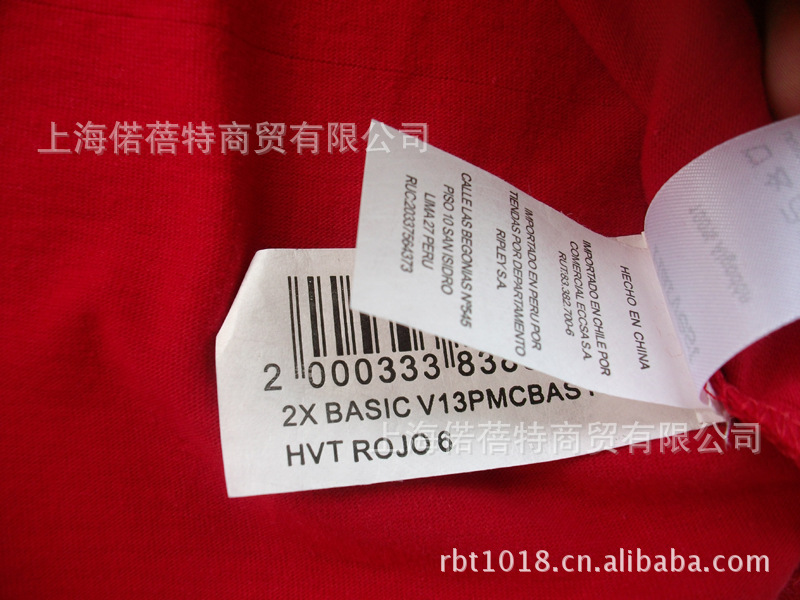 上海偌蓓特商贸有限公司
HECHO EN CHINA
IMPORTADO EN CHILE POR
COMERCIAL ECCSA S.A.
RUT.83.382.700-6
IMPORTADO EN PERU POR
TIENDAS POR DEPARTAMENTO
RIPLEY S.A.
CALLE LAS BEGONIAS Nº545
PISO 10 SAN ISIDRO
LIMA 27 PERU
RUC:20337564373
2 000333 838
2X BASIC V13PMCBAS
HVT ROJO 6
上海偌蓓特商贸有限公司
rbt1018.cn.alibaba.com